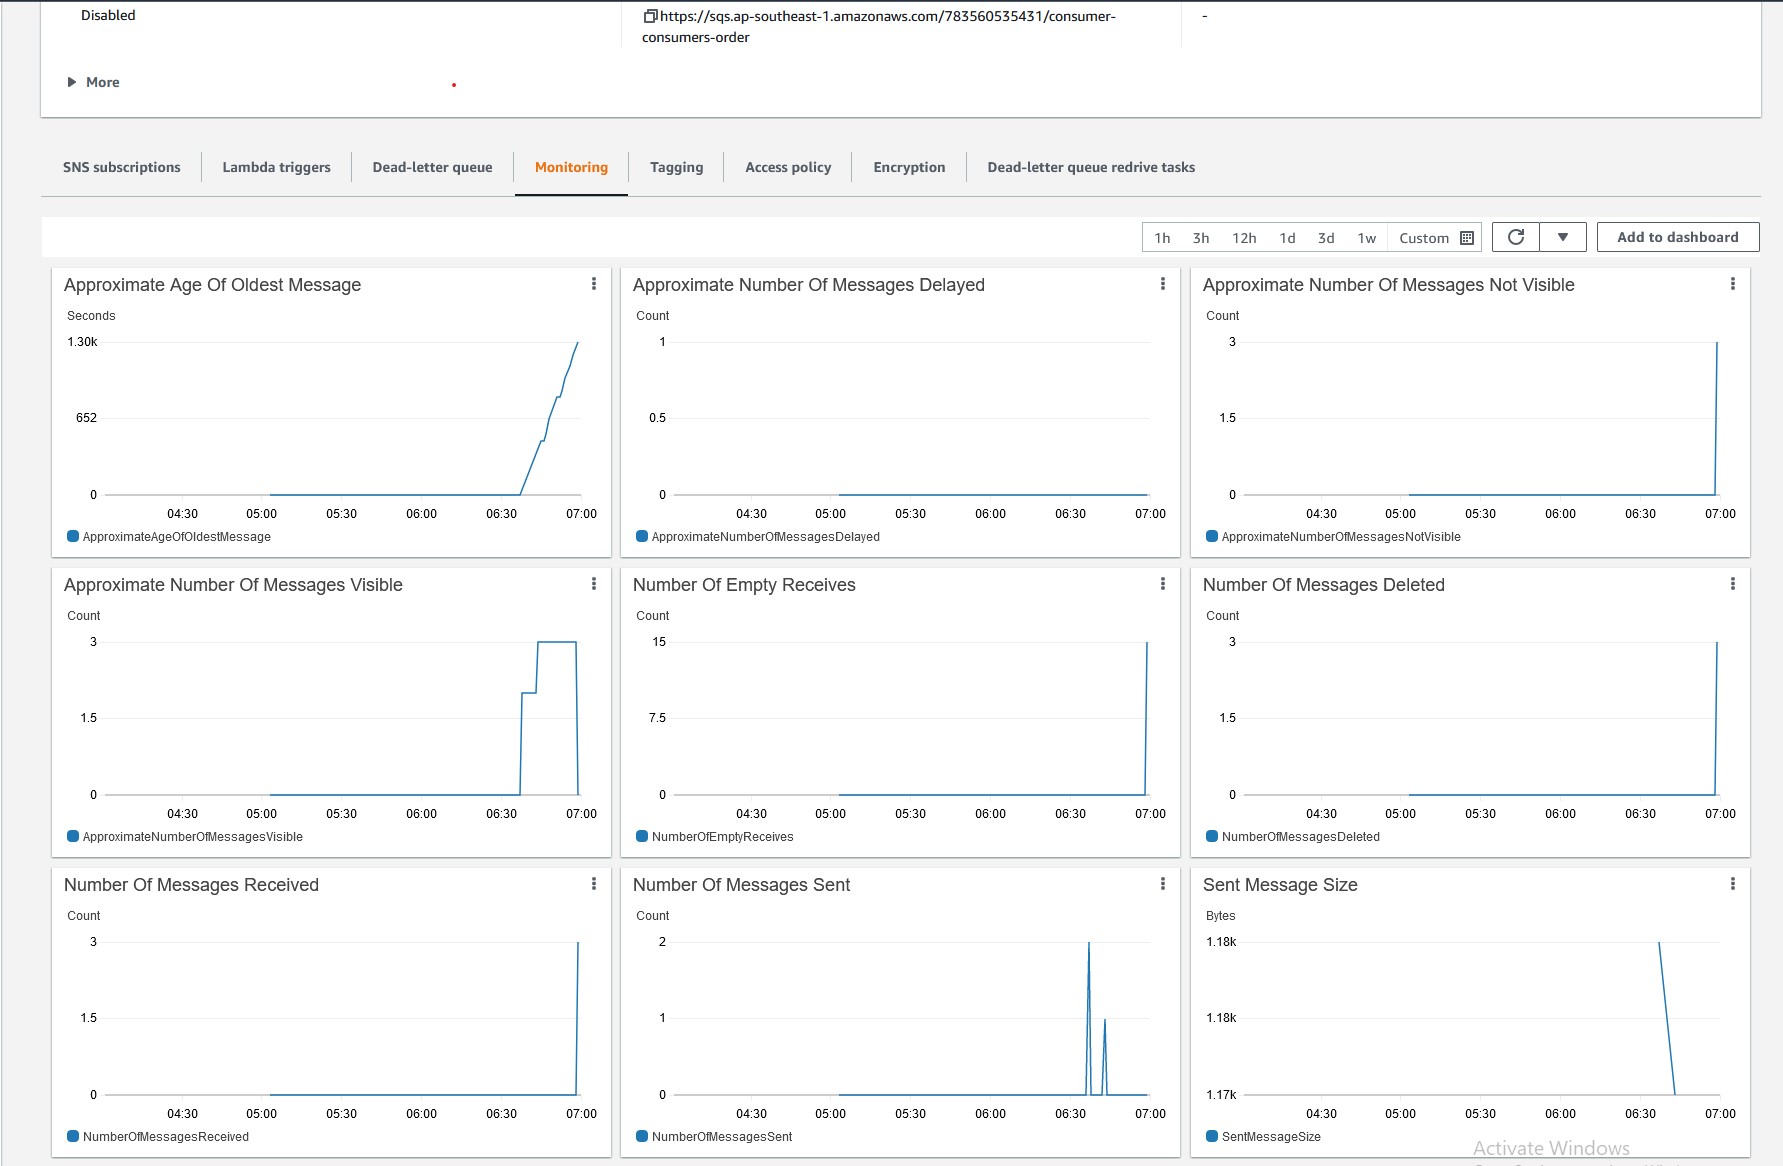 Disabled
https://sqs.ap-southeast-1.amazonaws.com/783560535431/consumer-
consumers-order
-
More
SNS subscriptions
Lambda triggers
Dead-letter queue
Monitoring
Tagging
Access policy
Encryption
Dead-letter queue redrive tasks
1h 3h 12h 1d 3d 1w Custom
Add to dashboard
Approximate Age Of Oldest Message
Seconds
1.30k
652
0
04:30 05:00 05:30 06:00 06:30 07:00
ApproximateAgeOfOldestMessage
Approximate Number Of Messages Delayed
Count
1
0.5
0
04:30 05:00 05:30 06:00 06:30 07:00
ApproximateNumberOfMessagesDelayed
Approximate Number Of Messages Not Visible
Count
3
1.5
0
04:30 05:00 05:30 06:00 06:30 07:00
ApproximateNumberOfMessagesNotVisible
Approximate Number Of Messages Visible
Count
3
1.5
0
04:30 05:00 05:30 06:00 06:30 07:00
ApproximateNumberOfMessagesVisible
Number Of Empty Receives
Count
15
7.5
0
04:30 05:00 05:30 06:00 06:30 07:00
NumberOfEmptyReceives
Number Of Messages Deleted
Count
3
1.5
0
04:30 05:00 05:30 06:00 06:30 07:00
NumberOfMessagesDeleted
Number Of Messages Received
Count
3
1.5
0
04:30 05:00 05:30 06:00 06:30 07:00
NumberOfMessagesReceived
Number Of Messages Sent
Count
2
1
0
04:30 05:00 05:30 06:00 06:30 07:00
NumberOfMessagesSent
Sent Message Size
Bytes
1.18k
1.18k
1.17k
04:30 05:00 05:30 06:00 06:30 07:00
SentMessageSize
Activate Windows